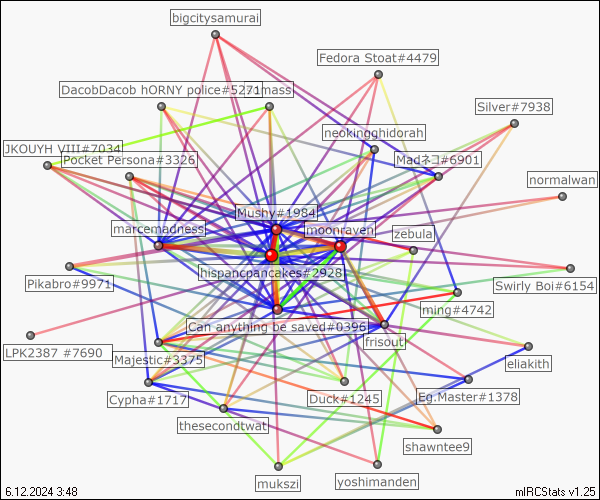 bigcitysamurai
Fedora Stoat#4479
DacobDacob hORNY police#5271
mass
Silver#7938
neokingghidorah
JKOUYH VIII#7034
Pocket Persona#3326
Madネコ#6901
normalwan
Mushy#1984
marcemadness
moonraven
zebula
hispancpancakes#2928
Pikabro#9971
Swirly Boi#6154
ming#4742
Can anything be saved#0396
frisout
LPK2387 #7690
Majestic#3375
eliakith
Cypha#1717
Duck#1245
Eg.Master#1378
thesecondtwat
shawntee9
mukszi
yoshimanden
6.12.2024 3:48
mIRCStats v1.25